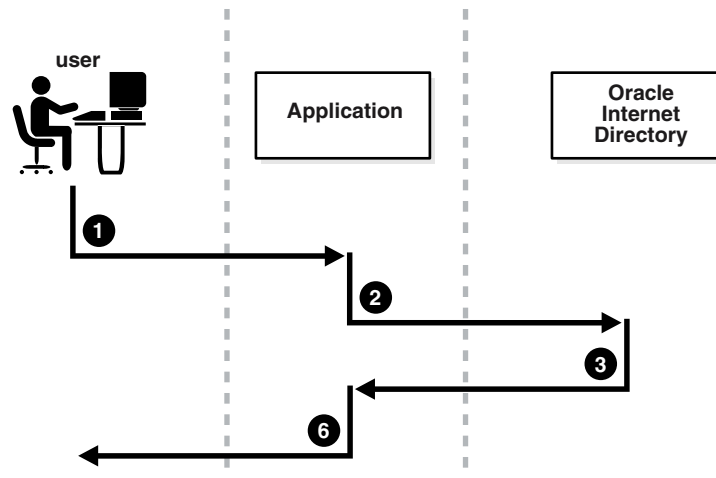 user
Application
Oracle
Internet
Directory
1
2
3
6